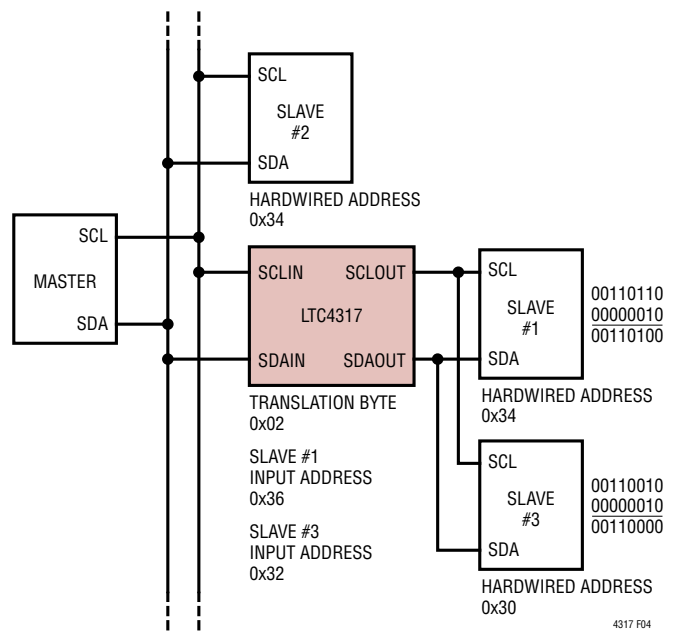 SCL
SLAVE
#2
SDA
HARDWIRED ADDRESS
0x34
SCL
MASTER
SDA
SCLIN SCLOUT
LTC4317
SDAIN SDAOUT
TRANSLATION BYTE
0x02
SLAVE #1
INPUT ADDRESS
0x36
SLAVE #3
INPUT ADDRESS
0x32
SCL
SLAVE
#1
SDA
00110110
00000010
00110100
HARDWIRED ADDRESS
0x34
SCL
SLAVE
#3
SDA
00110010
00000010
00110000
HARDWIRED ADDRESS
0x30
4317 F04